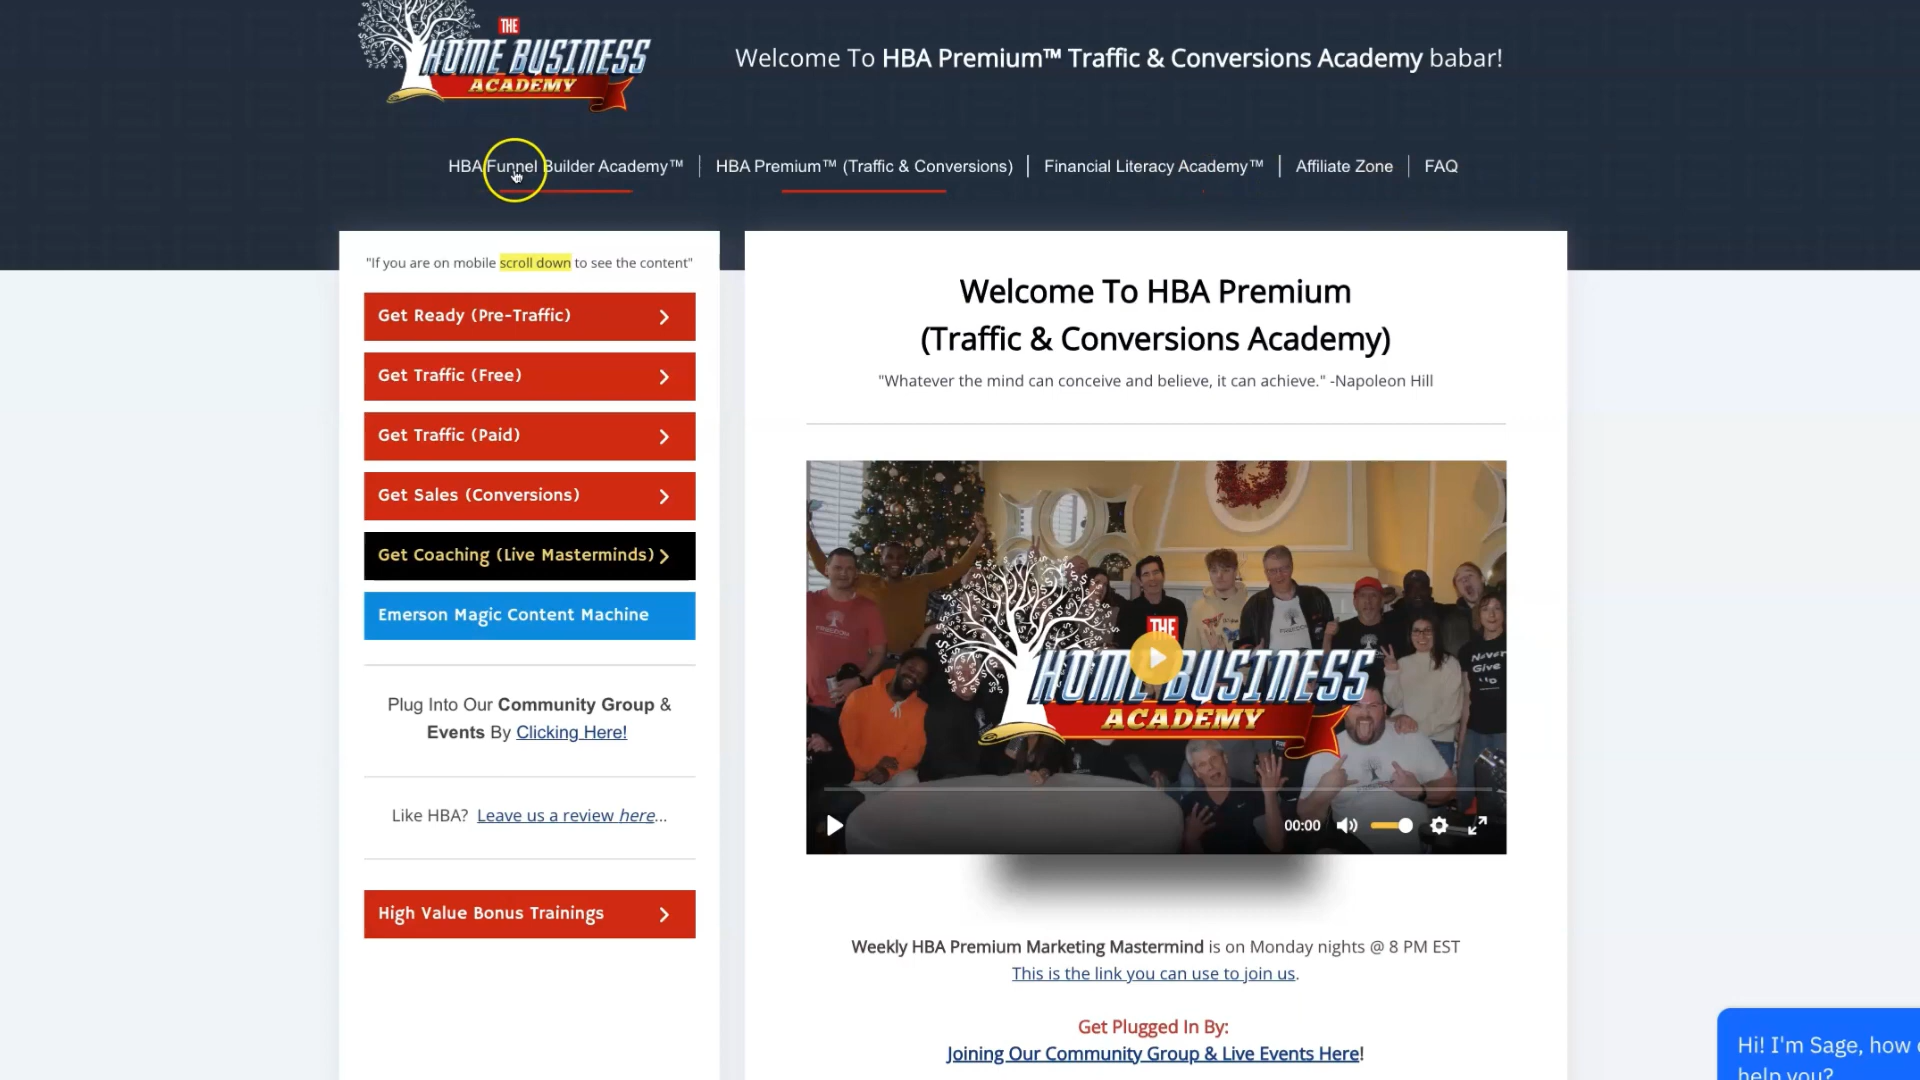 THE
HOME BUSINESS
ACADEMY
Welcome To HBA Premium™ Traffic & Conversions Academy babar!
HBA Funnel Builder Academy™
HBA Premium™ (Traffic & Conversions)
Financial Literacy Academy™
Affiliate Zone
FAQ
"If you are on mobile scroll down to see the content"
Get Ready (Pre-Traffic)
Get Traffic (Free)
Get Traffic (Paid)
Get Sales (Conversions)
Get Coaching (Live Masterminds)
Emerson Magic Content Machine
Plug Into Our Community Group &
Events By Clicking Here!
Like HBA? Leave us a review here...
High Value Bonus Trainings
Welcome To HBA Premium
(Traffic & Conversions Academy)
"Whatever the mind can conceive and believe, it can achieve." -Napoleon Hill
THE
HOME BUSINESS
ACADEMY
Never
Give
Up
00:00
Weekly HBA Premium Marketing Mastermind is on Monday nights @ 8 PM EST
This is the link you can use to join us.
Get Plugged In By:
Joining Our Community Group & Live Events Here!
Hi! I'm Sage, how
help you?